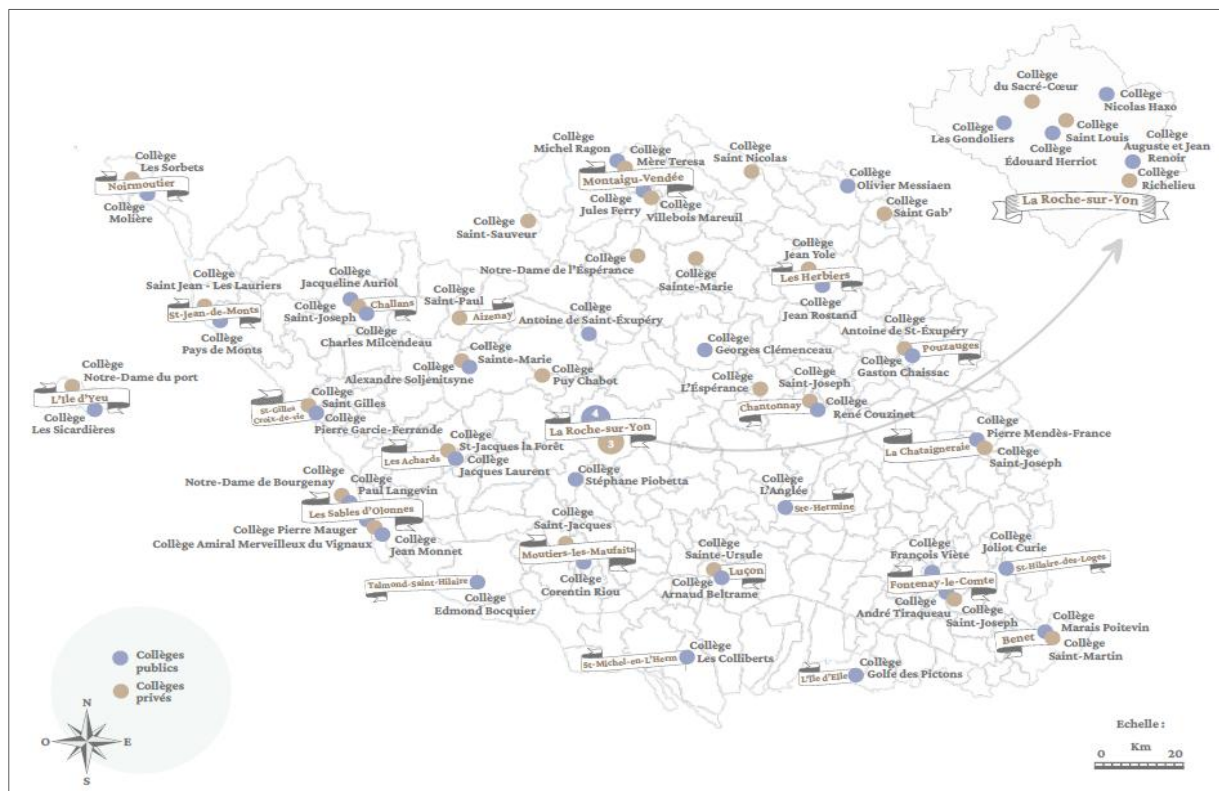 Collège
du Sacré-Cœur
Collège
Nicolas Haxo
Collège
Les Gondoliers
Collège
Saint Louis
Collège
Édouard Herriot
Collège
Auguste et Jean
Renoir
Collège
Richelieu
La Roche-sur-Yon
Collège
Les Sorbets
Noirmoutier
Collège
Molière
Collège
Michel Ragon
Collège
Mère Teresa
Montaigu-Vendée
Collège
Jules Ferry
Collège
Villebois Mareuil
Collège
Saint Nicolas
Collège
Olivier Messiaen
Collège
Saint Gab'
Collège
Saint-Sauveur
Collège
Notre-Dame de l'Espérance
Collège
Sainte-Marie
Collège
Jean Yole
Les Herbiers
Collège
Jean Rostand
Collège
Saint Jean - Les Lauriers
St-Jean-de-Monts
Collège
Pays de Monts
Collège
Jacqueline Auriol
Collège
Saint-Joseph
Challans
Collège
Charles Milcendeau
Collège
Saint-Paul
Aizenay
Collège
Antoine de Saint-Éxupéry
Collège
Georges Clémenceau
Collège
Antoine de St-Éxupéry
Pouzauges
Collège
Gaston Chaissac
Collège
Sainte-Marie
Collège
Alexandre Soljenitsyne
Collège
Puy Chabot
Collège
L'Espérance
Collège
Saint-Joseph
Chantonnay
Collège
René Couzinet
Collège
Notre-Dame du port
L'Ile d'Yeu
Collège
Les Sicardières
Collège
Saint Gilles
St-Gilles
Croix-de-vie
Collège
Pierre Garcie-Ferrande
4
La Roche-sur-Yon
3
Collège
Pierre Mendès-France
La Chataigneraie
Collège
Saint-Joseph
Collège
St-Jacques la Forêt
Les Achards
Collège
Jacques Laurent
Collège
Stéphane Piobetta
Notre-Dame de Bourgenay
Collège
Paul Langevin
Les Sables d'Olonnes
Collège Pierre Mauger
Collège Amiral Merveilleux du Vignaux
Collège
Jean Monnet
Collège
L'Anglée
Ste-Hermine
Collège
Saint-Jacques
Moutiers-les-Maufaits
Collège
Corentin Riou
Collège
Sainte-Ursule
Luçon
Collège
Arnaud Beltrame
Collège
François Viète
Fontenay-le-Comte
Collège
André Tiraqueau
Collège
Saint-Joseph
Collège
Joliot Curie
St-Hilaire-des-Loges
Talmond-Saint-Hilaire
Collège
Edmond Bocquier
Collège
Marais Poitevin
Benet
Collège
Saint-Martin
St-Michel-en-L'Herm
Collège
Les Colliberts
L'Ile d'Elle
Collège
Golfe des Pictons
Collèges
publics
Collèges
privés
N
O
E
S
Echelle :
Km
0
20